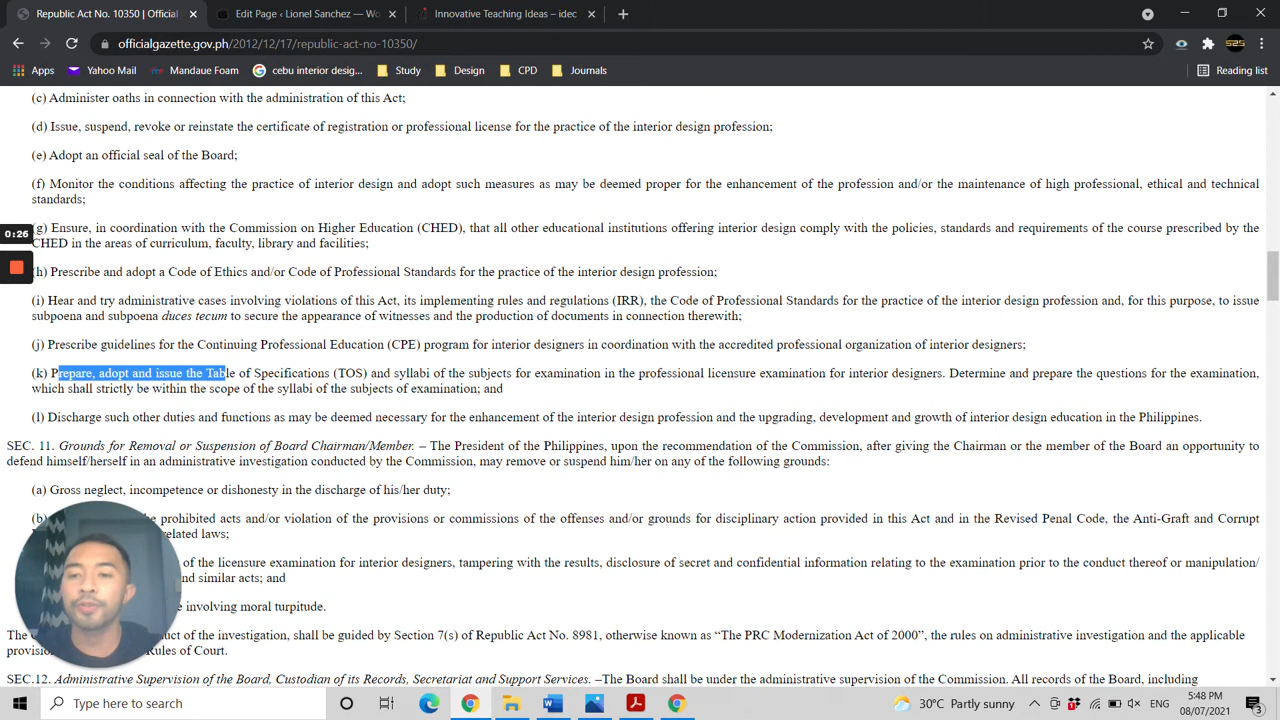 Republic Act No. 10350 | Official
Edit Page ‹ Lionel Sanchez — Wo
Innovative Teaching Ideas – idec
officialgazette.gov.ph/2012/12/17/republic-act-no-10350/
Apps
Yahoo Mail
Mandaue Foam
cebu interior desig...
Study
Design
CPD
Journals
Reading list
(c) Administer oaths in connection with the administration of this Act;
(d) Issue, suspend, revoke or reinstate the certificate of registration or professional license for the practice of the interior design profession;
(e) Adopt an official seal of the Board;
(f) Monitor the conditions affecting the practice of interior design and adopt such measures as may be deemed proper for the enhancement of the profession and/or the maintenance of high professional, ethical and technical
standards;
0:26
(g) Ensure, in coordination with the Commission on Higher Education (CHED), that all other educational institutions offering interior design comply with the policies, standards and requirements of the course prescribed by the
CHED in the areas of curriculum, faculty, library and facilities;
(h) Prescribe and adopt a Code of Ethics and/or Code of Professional Standards for the practice of the interior design profession;
(i) Hear and try administrative cases involving violations of this Act, its implementing rules and regulations (IRR), the Code of Professional Standards for the practice of the interior design profession and, for this purpose, to issue
subpoena and subpoena duces tecum to secure the appearance of witnesses and the production of documents in connection therewith;
(j) Prescribe guidelines for the Continuing Professional Education (CPE) program for interior designers in coordination with the accredited professional organization of interior designers;
(k) Prepare, adopt and issue the Table of Specifications (TOS) and syllabi of the subjects for examination in the professional licensure examination for interior designers. Determine and prepare the questions for the examination,
which shall strictly be within the scope of the syllabi of the subjects of examination; and
(l) Discharge such other duties and functions as may be deemed necessary for the enhancement of the interior design profession and the upgrading, development and growth of interior design education in the Philippines.
SEC. 11. Grounds for Removal or Suspension of Board Chairman/Member. – The President of the Philippines, upon the recommendation of the Commission, after giving the Chairman or the member of the Board an opportunity to
defend himself/herself in an administrative investigation conducted by the Commission, may remove or suspend him/her on any of the following grounds:
(a) Gross neglect, incompetence or dishonesty in the discharge of his/her duty;
(b) prohibited acts and/or violation of the provisions or commissions of the offenses and/or grounds for disciplinary action provided in this Act and in the Revised Penal Code, the Anti-Graft and Corrupt
related laws;
of the licensure examination for interior designers, tampering with the results, disclosure of secret and confidential information relating to the examination prior to the conduct thereof or manipulation/
and similar acts; and
involving moral turpitude.
The of the investigation, shall be guided by Section 7(s) of Republic Act No. 8981, otherwise known as “The PRC Modernization Act of 2000”, the rules on administrative investigation and the applicable
Rules of Court.
SEC.12. Administrative Supervision of the Board, Custodian of its Records, Secretariat and Support Services. –The Board shall be under the administrative supervision of the Commission. All records of the Board, including
Type here to search
30°C Partly sunny
ENG
5:48 PM
08/07/2021
3